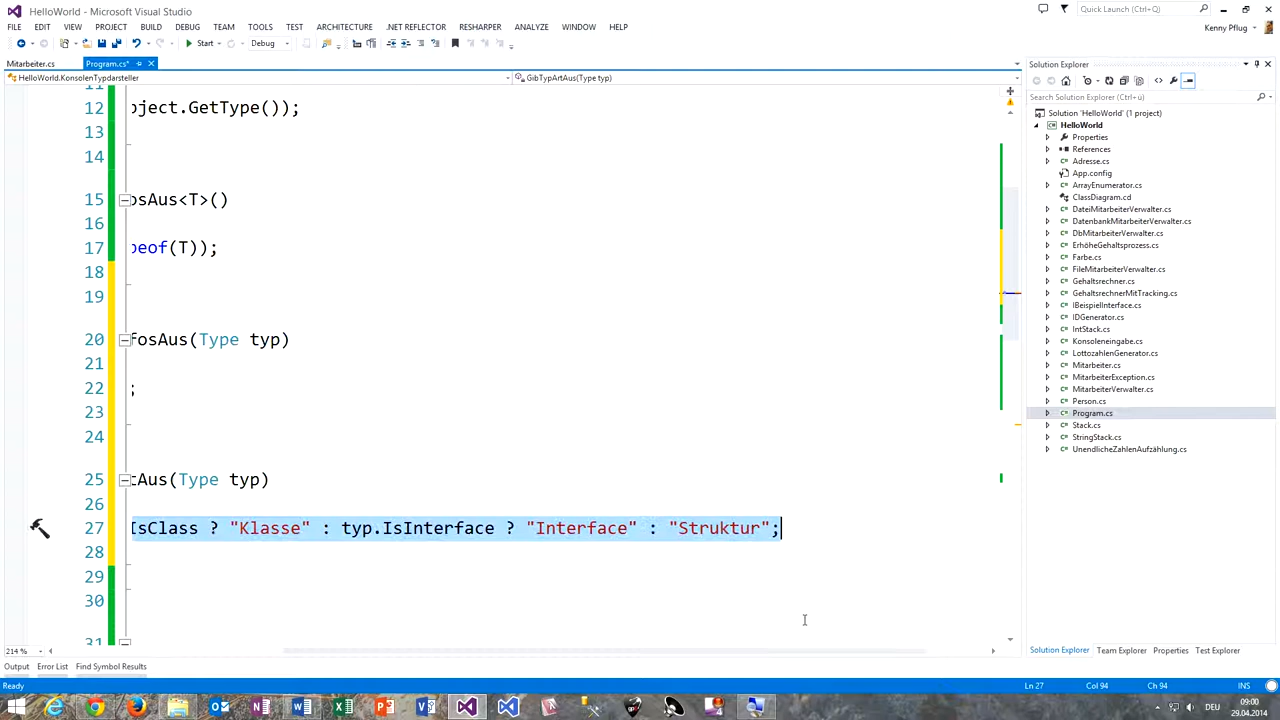 HelloWorld - Microsoft Visual Studio
Quick Launch (Ctrl+Q)
FILE EDIT VIEW PROJECT BUILD DEBUG TEAM TOOLS TEST ARCHITECTURE .NET REFLECTOR RESHARPER ANALYZE WINDOW HELP
Kenny Pflug
Start Debug
Mitarbeiter.cs Program.cs*
HelloWorld.KonsolenTypdarsteller GibTypArtAus(Type typ)
11
12 bject.GetType());
13
14
15 osAus<T>()
16
17 peof(T));
18
19
20 fosAus(Type typ)
21
22 ;
23
24
25 tAus(Type typ)
26
27 IsClass ? "Klasse" : typ.IsInterface ? "Interface" : "Struktur";
28
29
30
31
214 %
Solution Explorer
Search Solution Explorer (Ctrl+ü)
Solution 'HelloWorld' (1 project)
HelloWorld
Properties
References
Adresse.cs
App.config
ArrayEnumerator.cs
ClassDiagram.cd
DateiMitarbeiterVerwalter.cs
DatenbankMitarbeiterVerwalter.cs
DbMitarbeiterVerwalter.cs
ErhöheGehaltsprozess.cs
Farbe.cs
FileMitarbeiterVerwalter.cs
Gehaltsrechner.cs
GehaltsrechnerMitTracking.cs
IBeispielInterface.cs
IDGenerator.cs
IntStack.cs
Konsoleneingabe.cs
LottozahlenGenerator.cs
Mitarbeiter.cs
MitarbeiterException.cs
MitarbeiterVerwalter.cs
Person.cs
Program.cs
Stack.cs
StringStack.cs
UnendlicheZahlenAufzählung.cs
Solution Explorer Team Explorer Properties Test Explorer
Output Error List Find Symbol Results
Ready Ln 27 Col 94 Ch 94 INS
DEU 09:00
29.04.2014